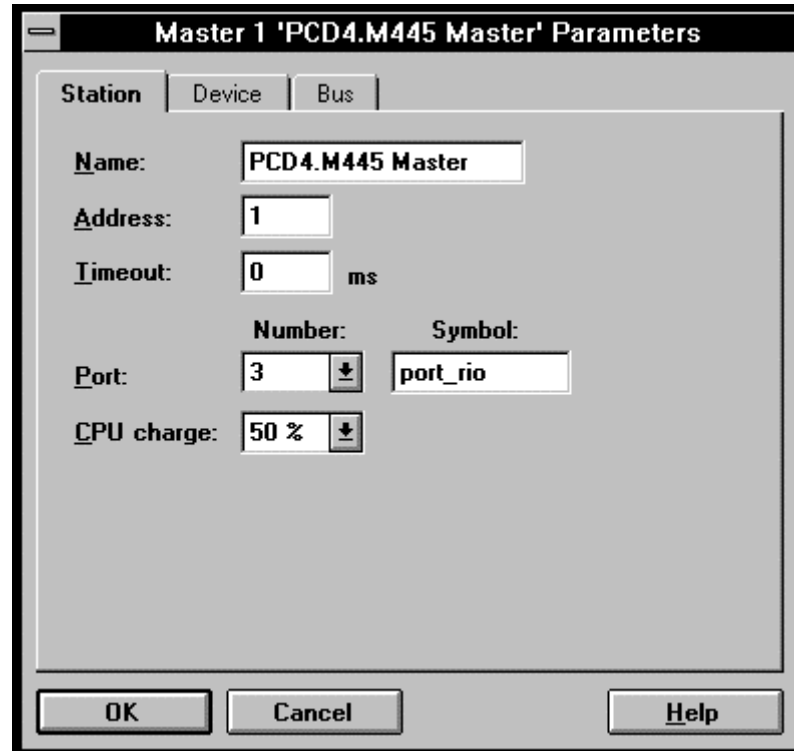 Master 1 'PCD4.M445 Master' Parameters
Station Device Bus
Name: PCD4.M445 Master
Address: 1
Timeout: 0 ms
Number: Symbol:
Port: 3 port_rio
CPU charge: 50 %
OK Cancel Help